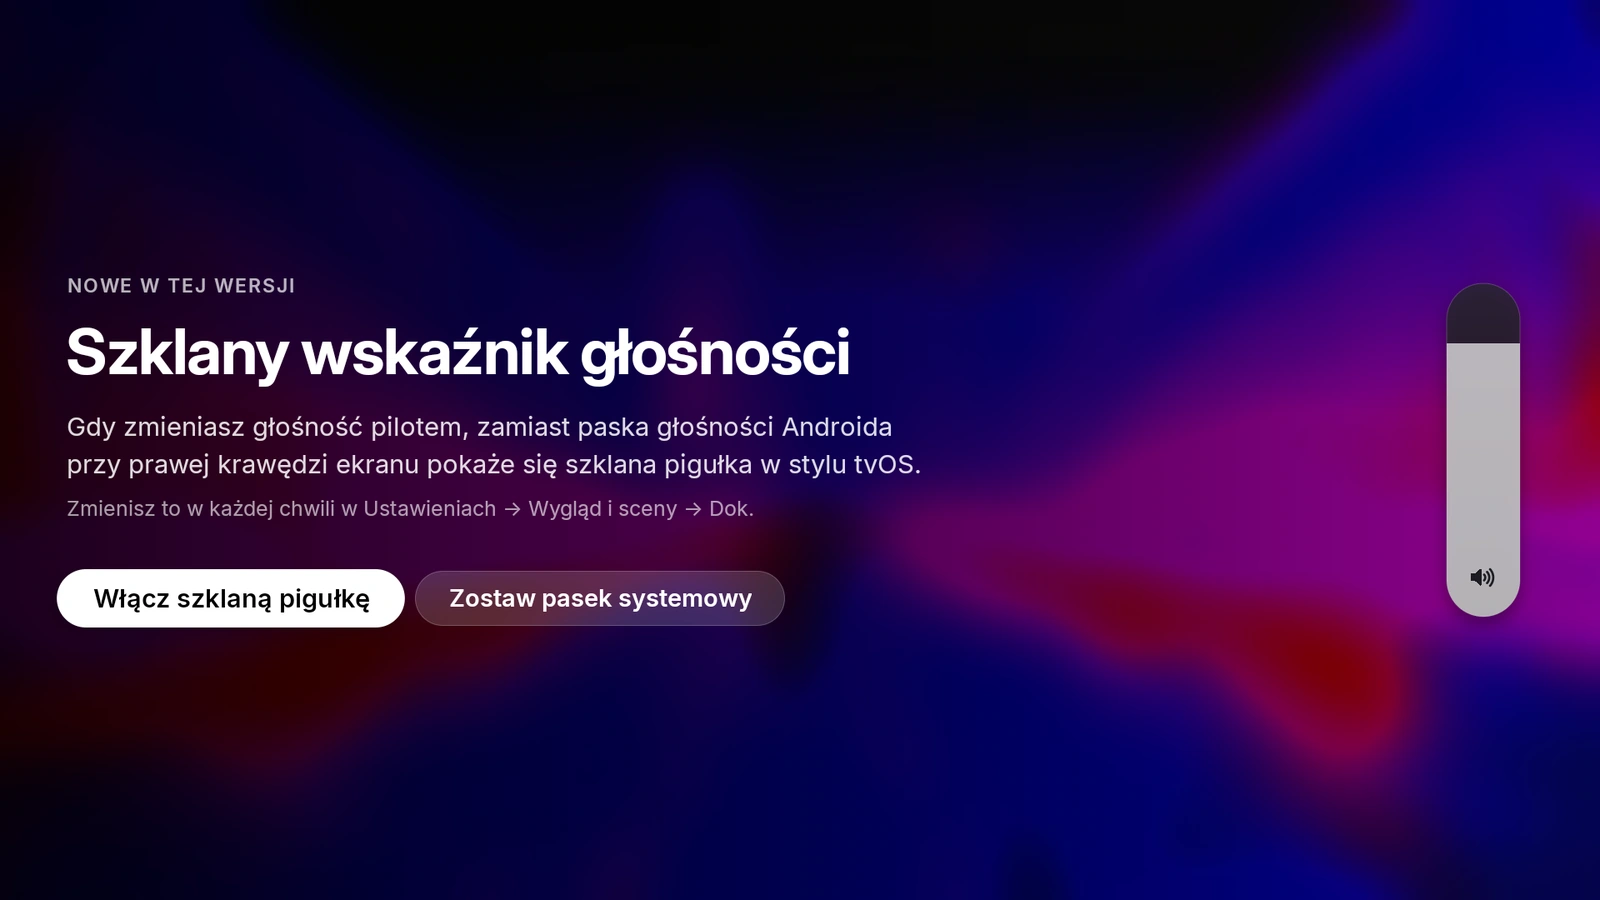 NOWE W TEJ WERSJI
Szklany wskaźnik głośności
Gdy zmieniasz głośność pilotem, zamiast paska głośności Androida
przy prawej krawędzi ekranu pokaże się szklana pigułka w stylu tvOS.
Zmienisz to w każdej chwili w Ustawieniach → Wygląd i sceny → Dok.
Włącz szklaną pigułkę
Zostaw pasek systemowy